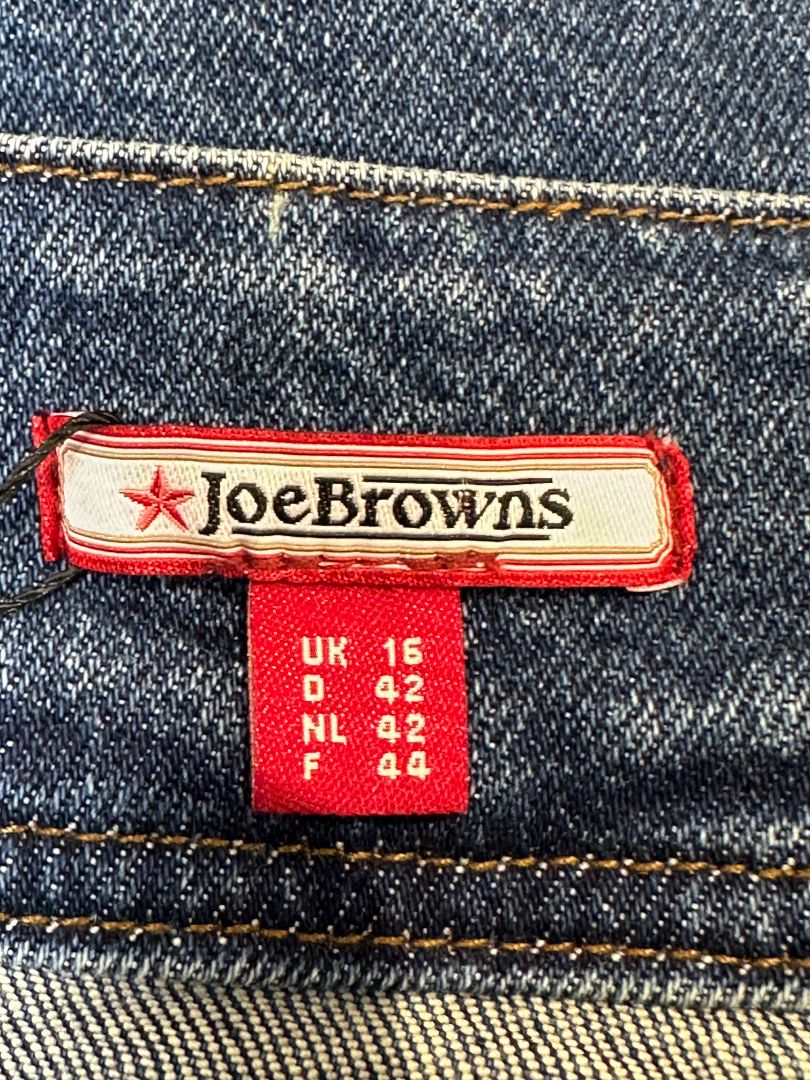 JoeBrowns
UK 16
D 42
NL 42
F 44